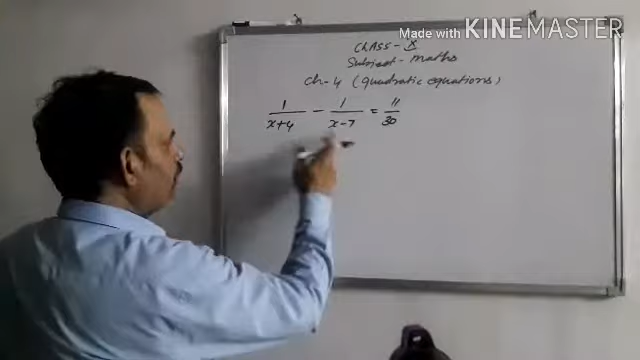 Made with KINEMASTER
CLASS - X
Subject - maths
Ch-4 (Quadratic equations)
1/(x+4) - 1/(x-7) = 11/30